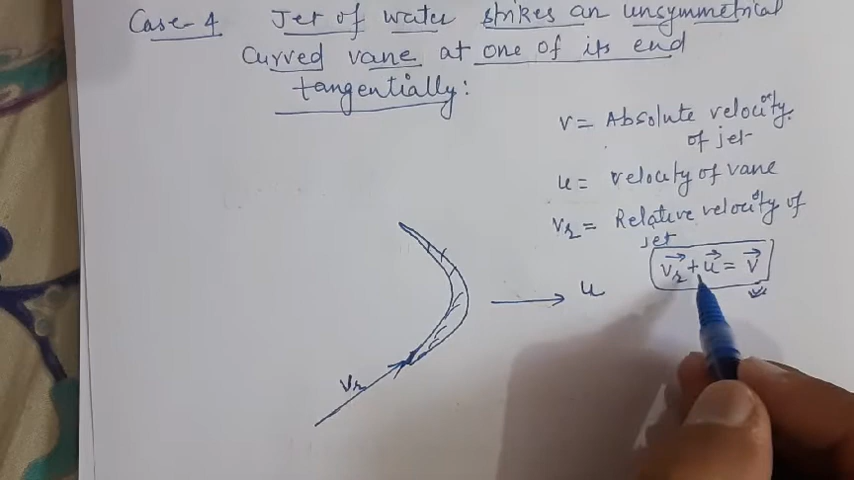 Case-4 Jet of water strikes an unsymmetrical
curved vane at one of its end
tangentially:
V = Absolute velocity
of jet
u = velocity of vane
Vr = Relative velocity of
jet
Vr + u = V
u
Vr